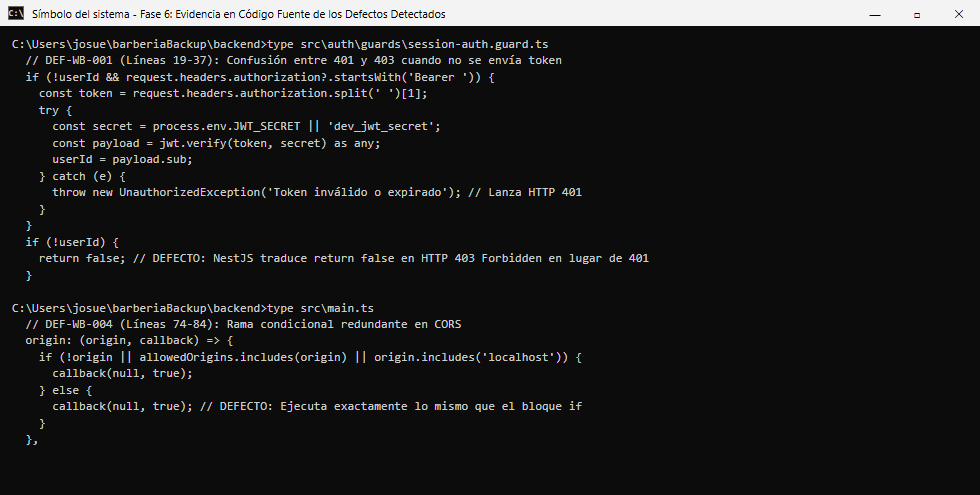 C:\ Símbolo del sistema - Fase 6: Evidencia en Código Fuente de los Defectos Detectados
C:\Users\josue\barberiaBackup\backend>type src\auth\guards\session-auth.guard.ts
  // DEF-WB-001 (Líneas 19-37): Confusión entre 401 y 403 cuando no se envía token
  if (!userId && request.headers.authorization?.startsWith('Bearer ')) {
    const token = request.headers.authorization.split(' ')[1];
    try {
      const secret = process.env.JWT_SECRET || 'dev_jwt_secret';
      const payload = jwt.verify(token, secret) as any;
      userId = payload.sub;
    } catch (e) {
      throw new UnauthorizedException('Token inválido o expirado'); // Lanza HTTP 401
    }
  }
  if (!userId) {
    return false; // DEFECTO: NestJS traduce return false en HTTP 403 Forbidden en lugar de 401
  }
C:\Users\josue\barberiaBackup\backend>type src\main.ts
  // DEF-WB-004 (Líneas 74-84): Rama condicional redundante en CORS
  origin: (origin, callback) => {
    if (!origin || allowedOrigins.includes(origin) || origin.includes('localhost')) {
      callback(null, true);
    } else {
      callback(null, true); // DEFECTO: Ejecuta exactamente lo mismo que el bloque if
    }
  },